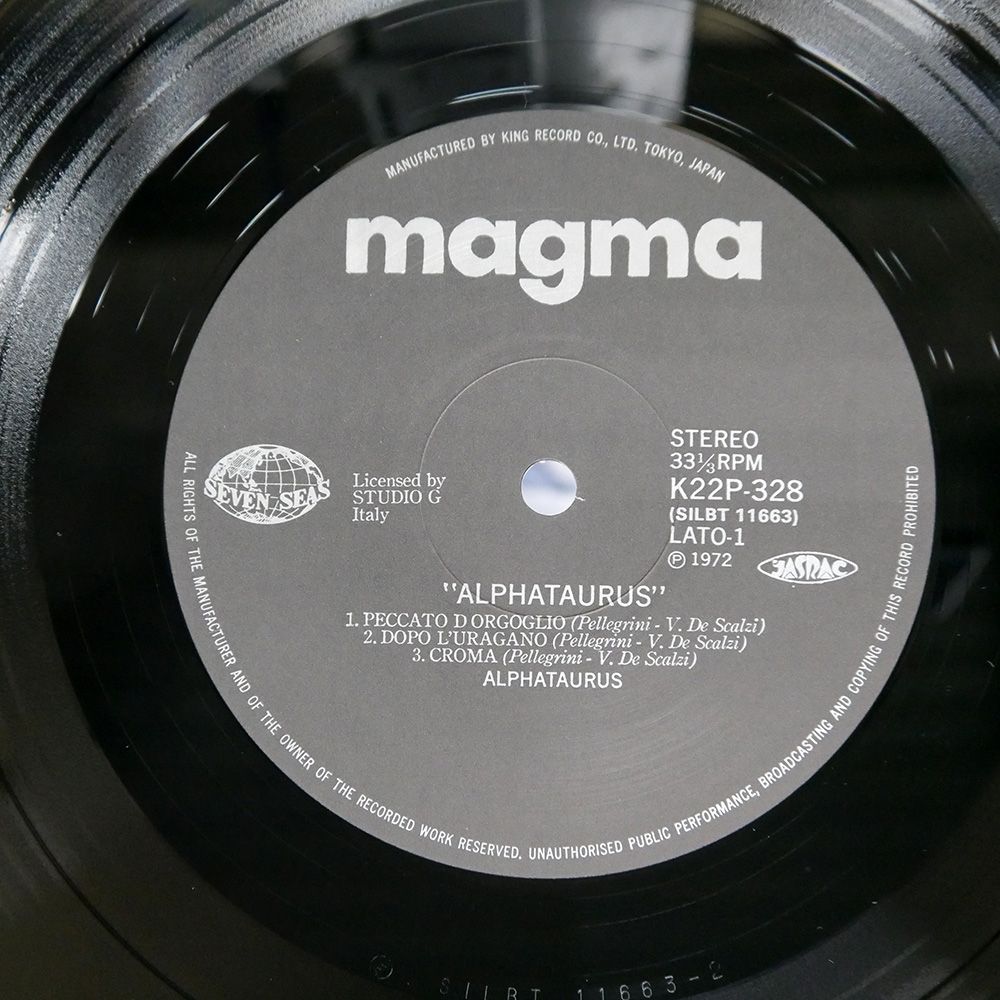 MANUFACTURED BY KING RECORD CO., LTD. TOKYO, JAPAN
magma
SEVEN SEAS
Licensed by
STUDIO G
Italy
STEREO
33⅓RPM
K22P-328
(SILBT 11663)
LATO-1
Ⓟ 1972
JASRAC
"ALPHATAURUS"
1. PECCATO D ORGOGLIO (Pellegrini - V. De Scalzi)
2. DOPO L'URAGANO (Pellegrini - V. De Scalzi)
3. CROMA (Pellegrini - V. De Scalzi)
ALPHATAURUS
ALL RIGHTS OF THE MANUFACTURER AND OF THE OWNER OF THE RECORDED WORK RESERVED. UNAUTHORISED PUBLIC PERFORMANCE, BROADCASTING AND COPYING OF THIS RECORD PROHIBITED
SILBT 11663-2